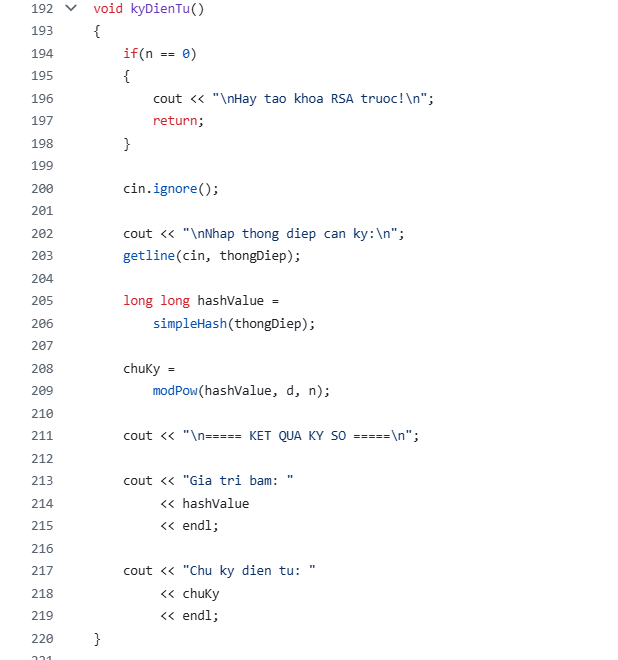 192 void kyDienTu()
193 {
194 if(n == 0)
195 {
196 cout << "\nHay tao khoa RSA truoc!\n";
197 return;
198 }
199
200 cin.ignore();
201
202 cout << "\nNhap thong diep can ky:\n";
203 getline(cin, thongDiep);
204
205 long long hashValue =
206 simpleHash(thongDiep);
207
208 chuKy =
209 modPow(hashValue, d, n);
210
211 cout << "\n===== KET QUA KY SO =====\n";
212
213 cout << "Gia tri bam: "
214 << hashValue
215 << endl;
216
217 cout << "Chu ky dien tu: "
218 << chuKy
219 << endl;
220 }
221